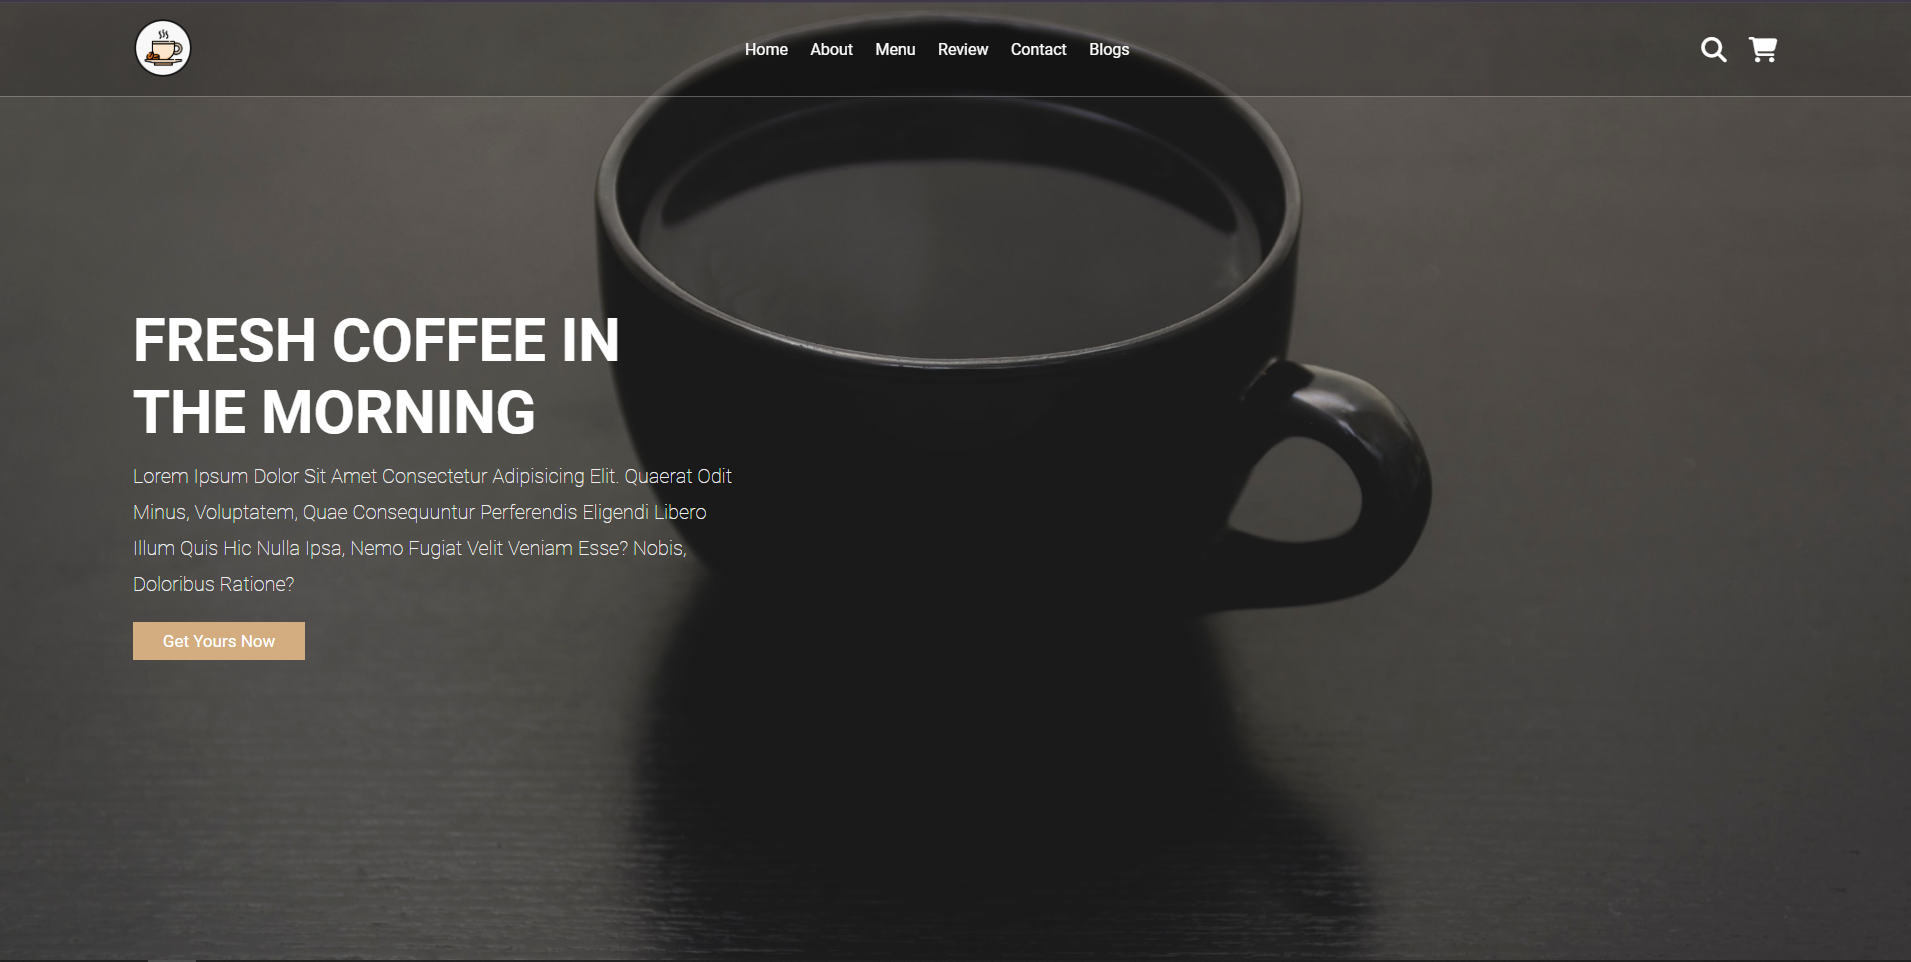 Home About Menu Review Contact Blogs
FRESH COFFEE IN
THE MORNING
Lorem Ipsum Dolor Sit Amet Consectetur Adipisicing Elit. Quaerat Odit
Minus, Voluptatem, Quae Consequuntur Perferendis Eligendi Libero
Illum Quis Hic Nulla Ipsa, Nemo Fugiat Velit Veniam Esse? Nobis,
Doloribus Ratione?
Get Yours Now